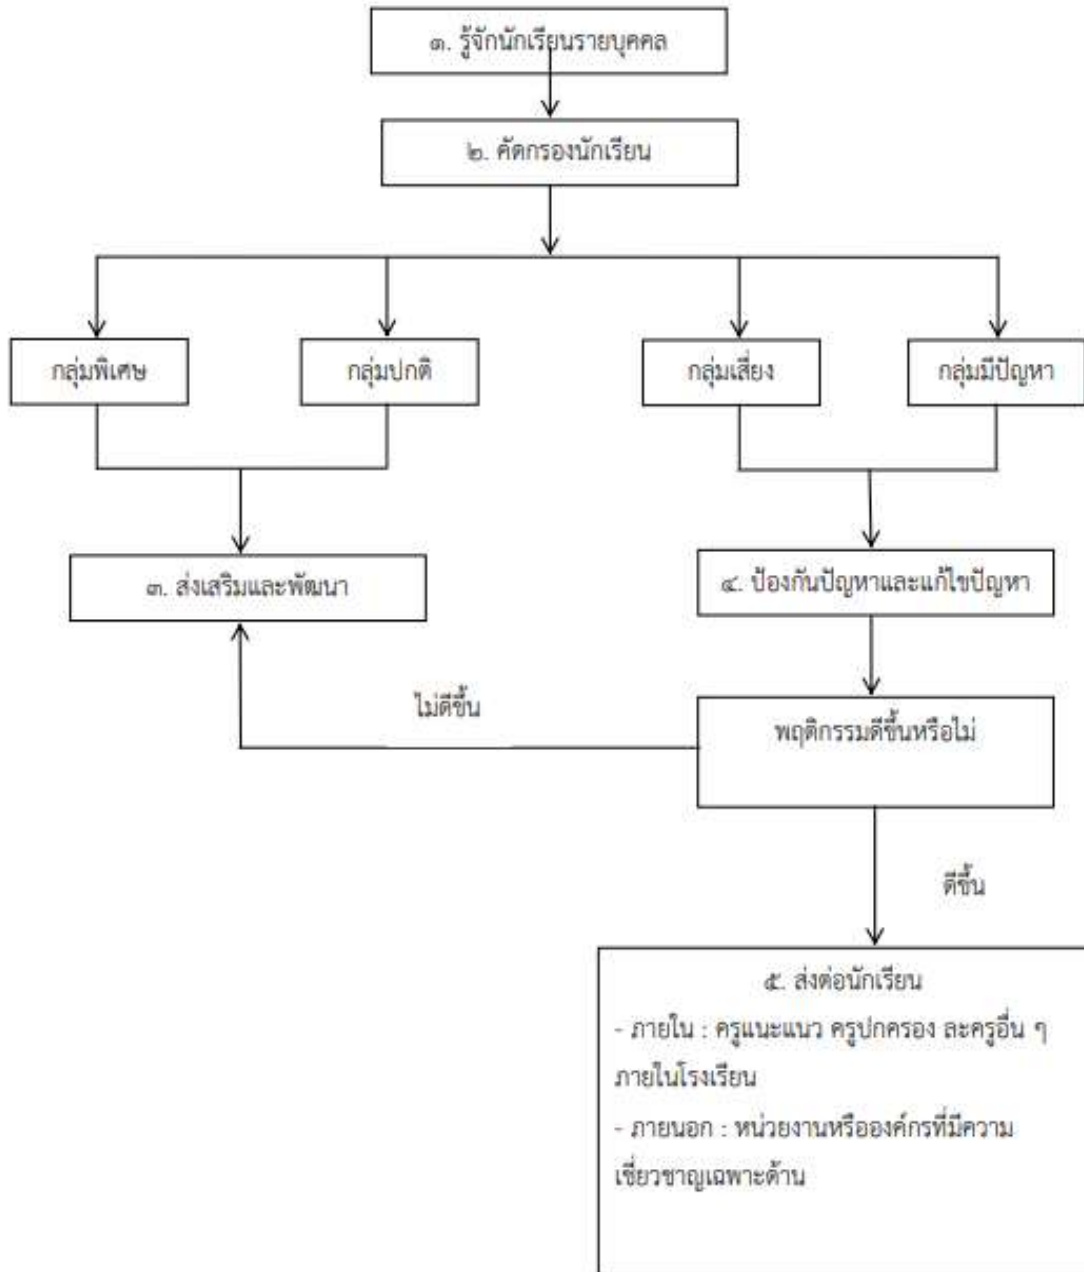 ๑. รู้จักนักเรียนรายบุคคล
๒. คัดกรองนักเรียน
กลุ่มพิเศษ
กลุ่มปกติ
กลุ่มเสี่ยง
กลุ่มมีปัญหา
๓. ส่งเสริมและพัฒนา
๔. ป้องกันปัญหาและแก้ไขปัญหา
ไม่ดีขึ้น
พฤติกรรมดีขึ้นหรือไม่
ดีขึ้น
๕. ส่งต่อนักเรียน
- ภายใน : ครูแนะแนว ครูปกครอง ละครูอื่น ๆ
ภายในโรงเรียน
- ภายนอก : หน่วยงานหรือองค์กรที่มีความ
เชี่ยวชาญเฉพาะด้าน